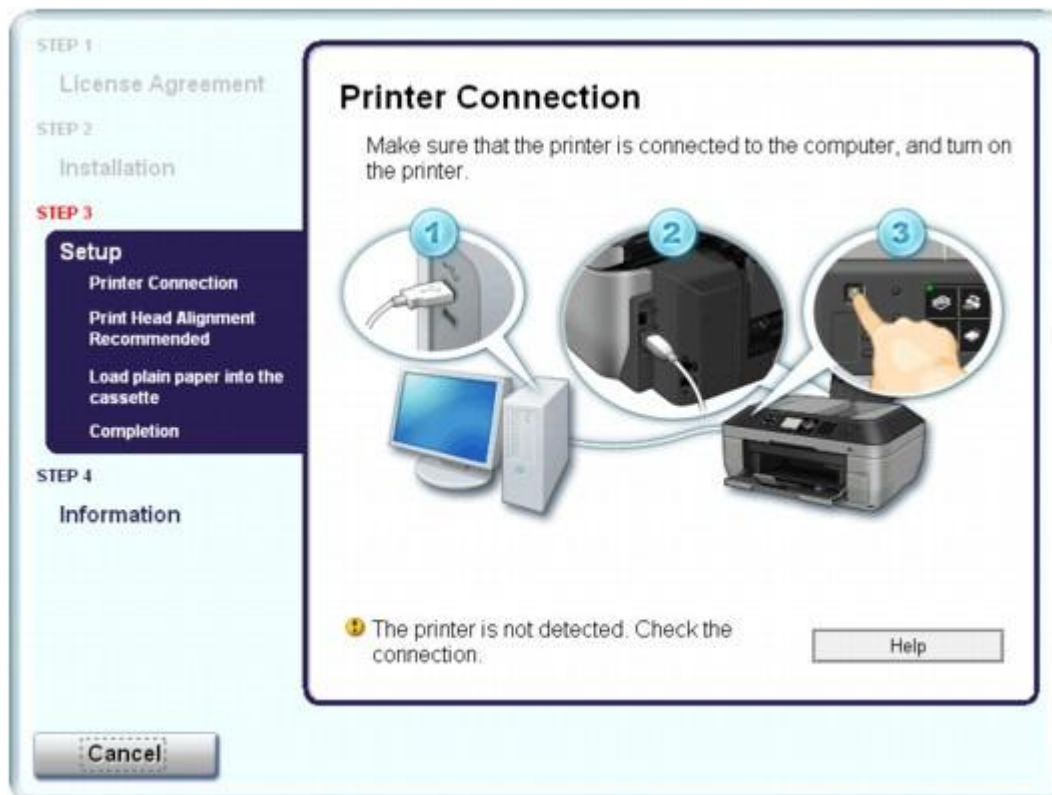 STEP 1
License Agreement
STEP 2
Installation
STEP 3
Setup
Printer Connection
Print Head Alignment
Recommended
Load plain paper into the
cassette
Completion
STEP 4
Information
Printer Connection
Make sure that the printer is connected to the computer, and turn on
the printer.
1
2
3
The printer is not detected. Check the
connection.
Help
Cancel